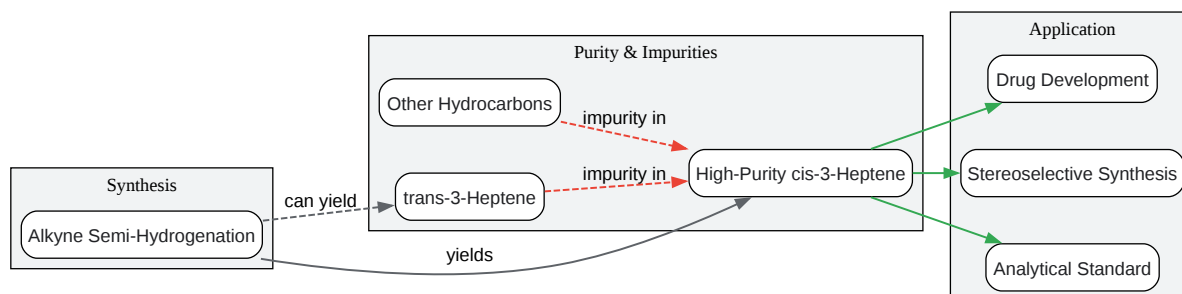 Application
Purity & Impurities
Drug Development
Other Hydrocarbons
impurity in
Synthesis
trans-3-Heptene
impurity in
High-Purity cis-3-Heptene
Stereoselective Synthesis
can yield
Alkyne Semi-Hydrogenation
yields
Analytical Standard